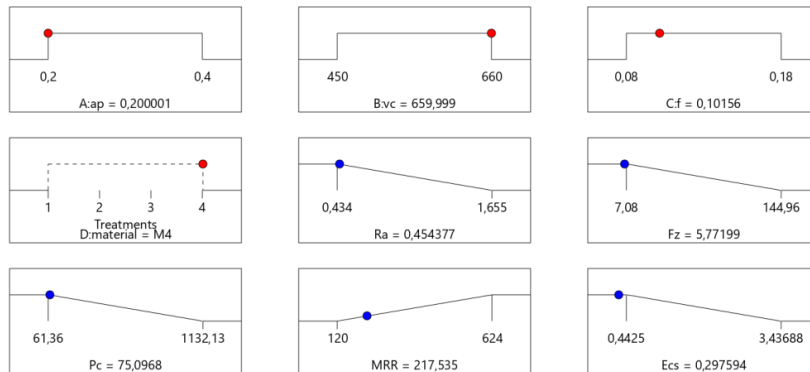 0,2 0,4
A:ap = 0,200001
450 660
B:vc = 659,999
0,08 0,18
C:f = 0,10156
1 2 3 4
Treatments
D:material = M4
0,434 1,655
Ra = 0,454377
7,08 144,96
Fz = 5,77199
61,36 1132,13
Pc = 75,0968
120 624
MRR = 217,535
0,4425 3,43688
Ecs = 0,297594